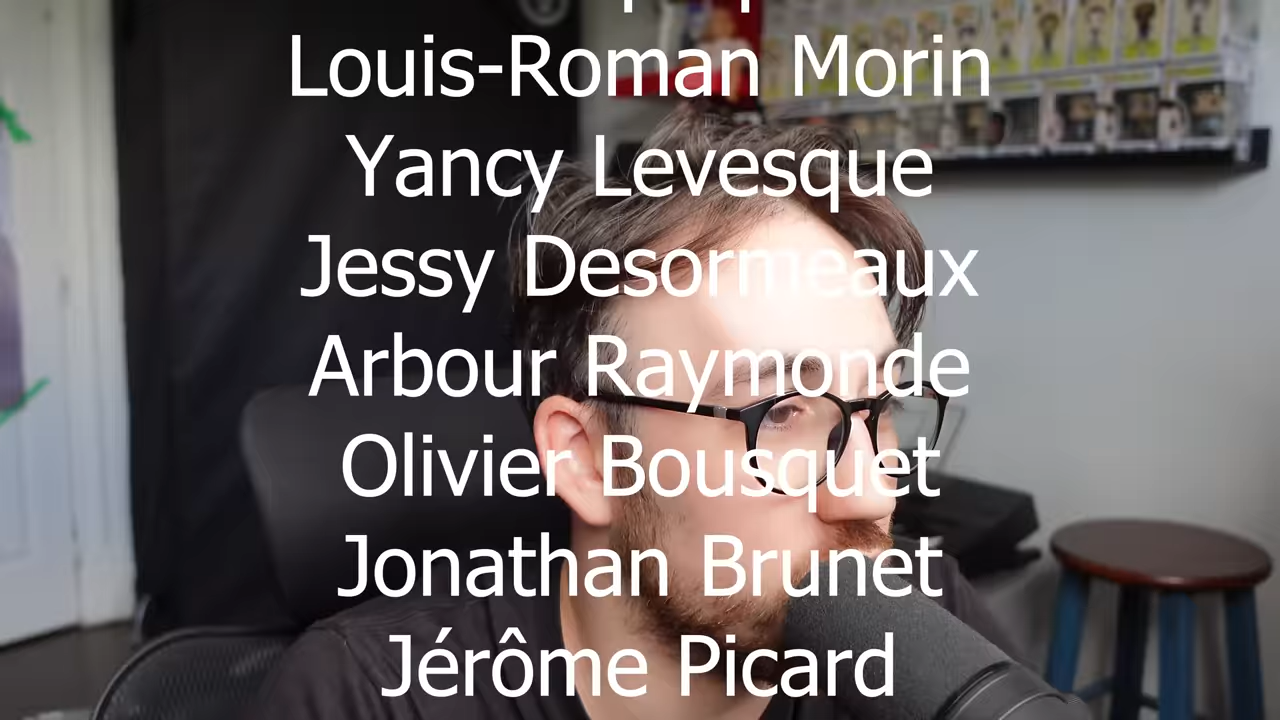 Louis-Roman Morin
Yancy Levesque
Jessy Desormeaux
Arbour Raymonde
Olivier Bousquet
Jonathan Brunet
Jérôme Picard